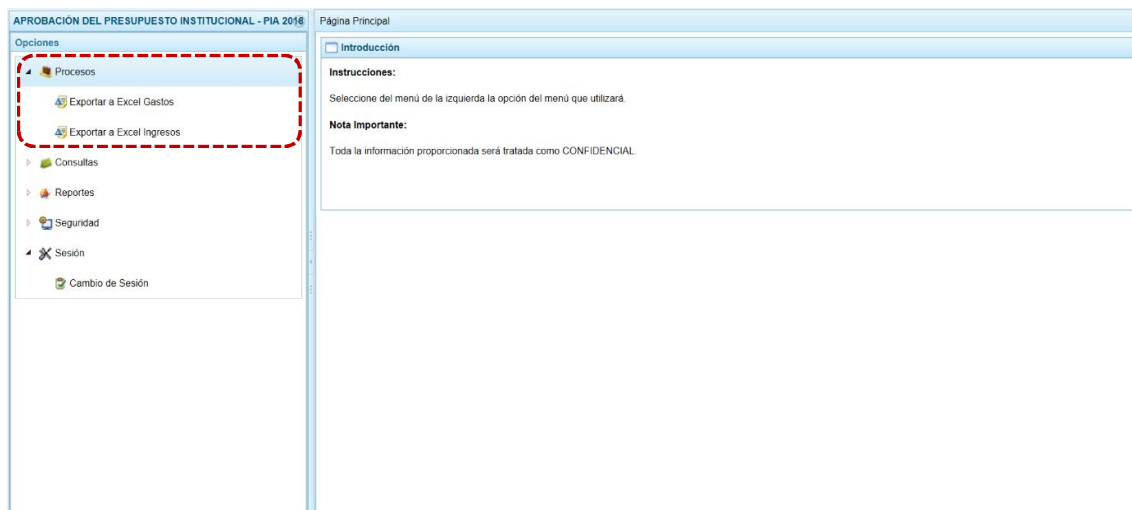 APROBACIÓN DEL PRESUPUESTO INSTITUCIONAL - PIA 2018
Opciones
Procesos
Exportar a Excel Gastos
Exportar a Excel Ingresos
Consultas
Reportes
Seguridad
Sesión
Cambio de Sesión
Página Principal
Introducción
Instrucciones:
Seleccione del menú de la izquierda la opción del menú que utilizará.
Nota Importante:
Toda la información proporcionada será tratada como CONFIDENCIAL.